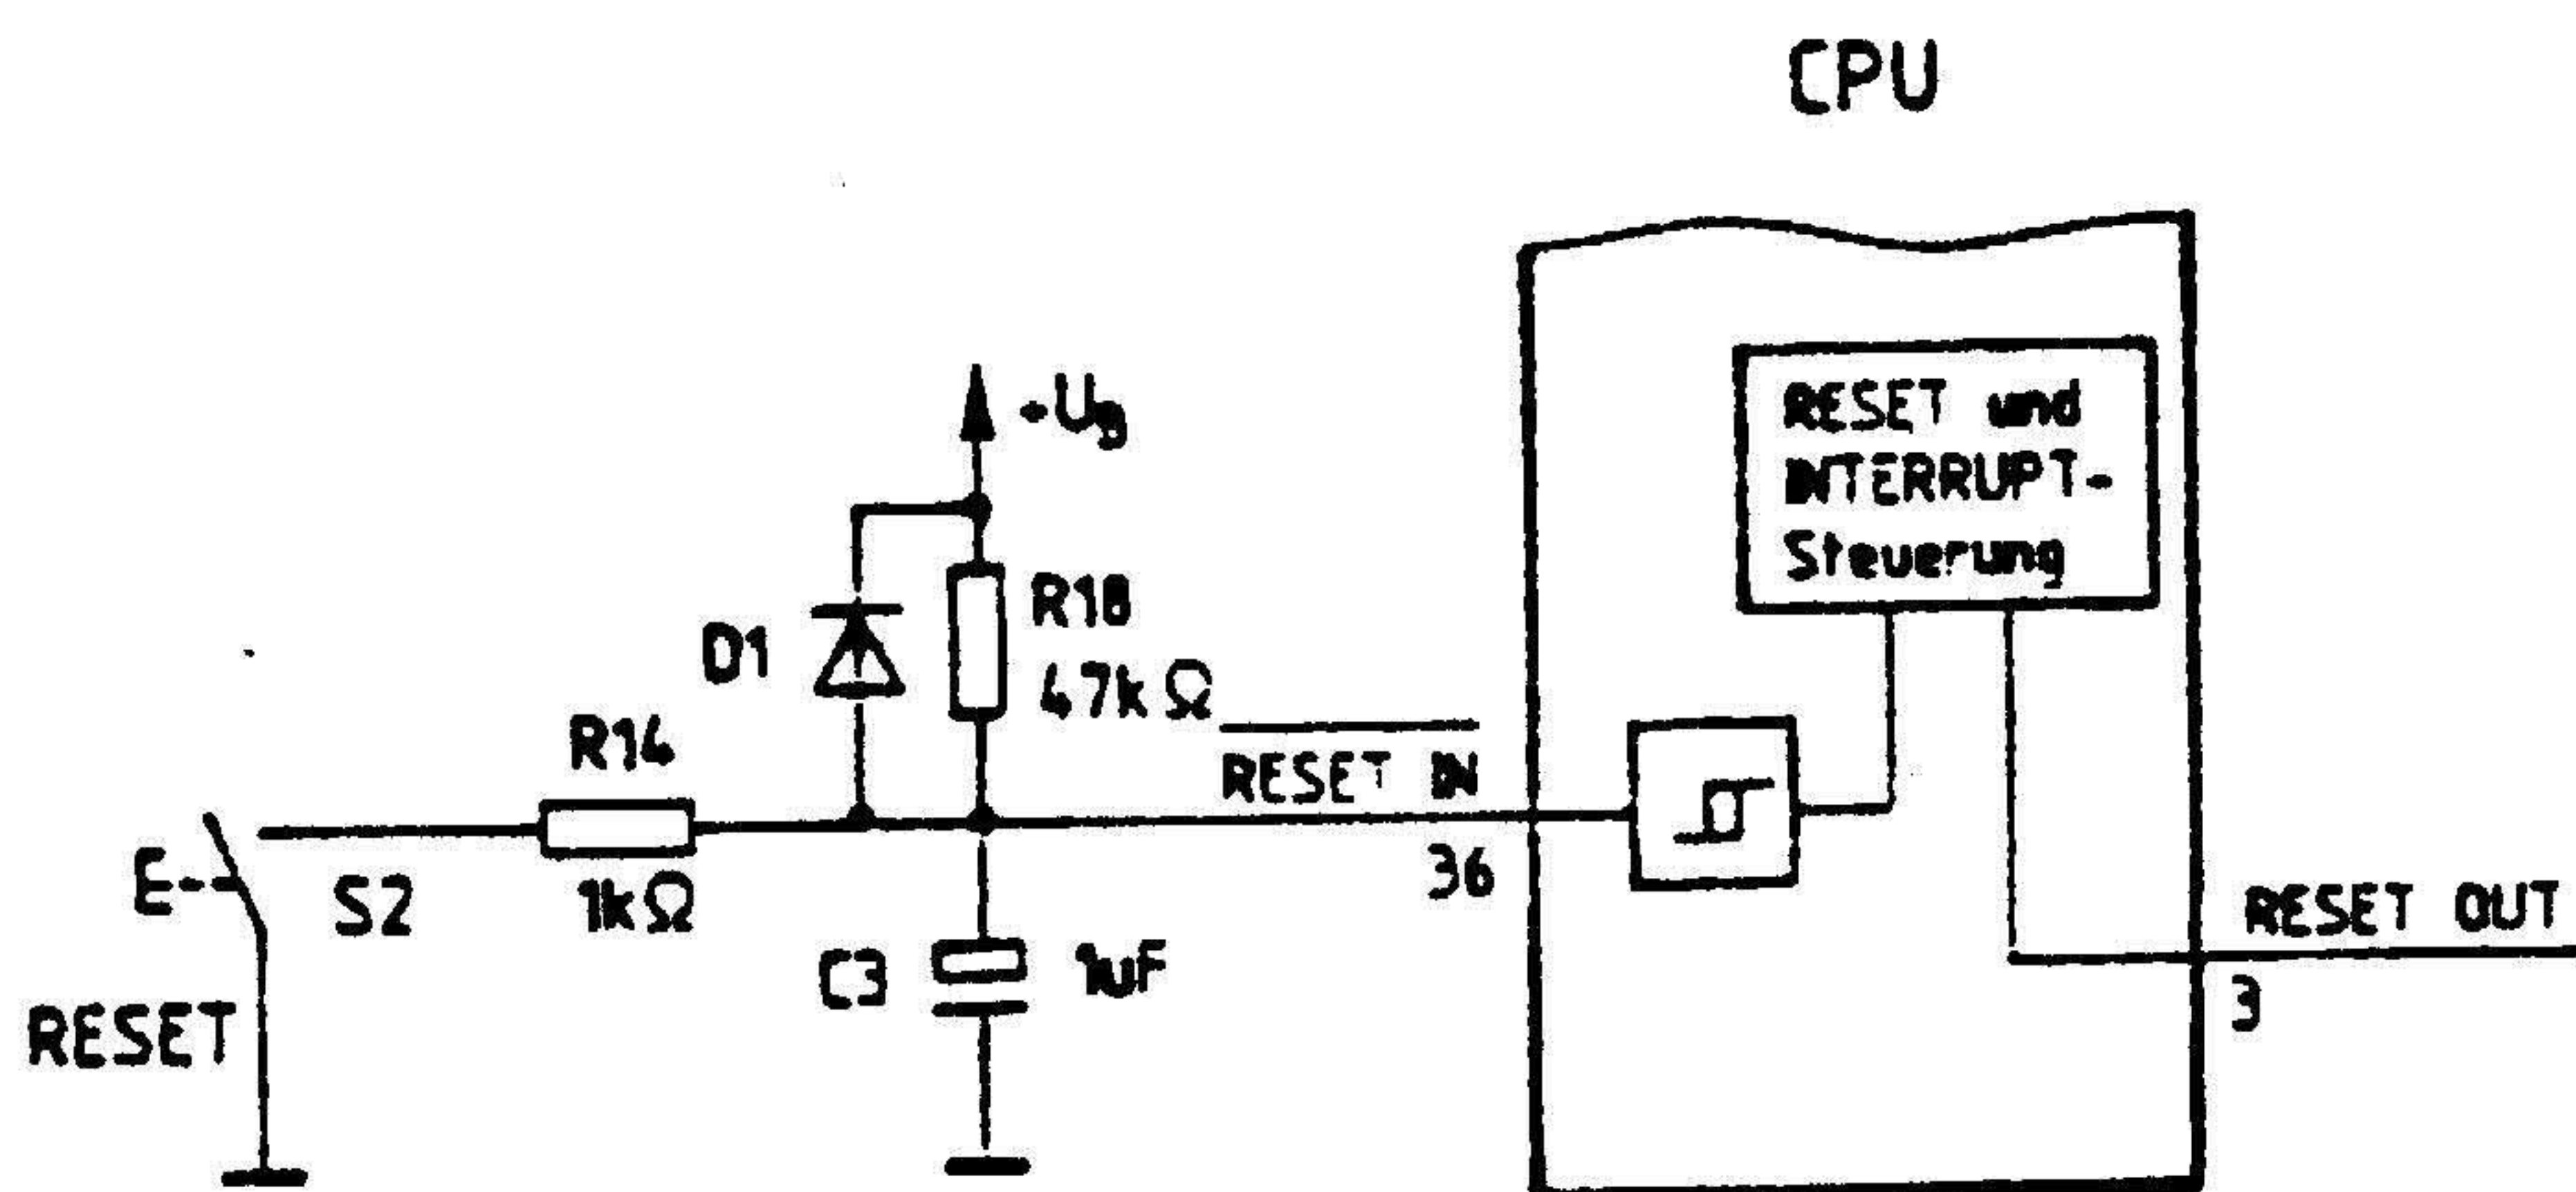 CPU
-UB
RESET und
INTERRUPT-
Steuerung
D1
R18
47kΩ
R14
1kΩ
RESET IN
36
E
S2
RESET
C3
1uF
RESET OUT
3